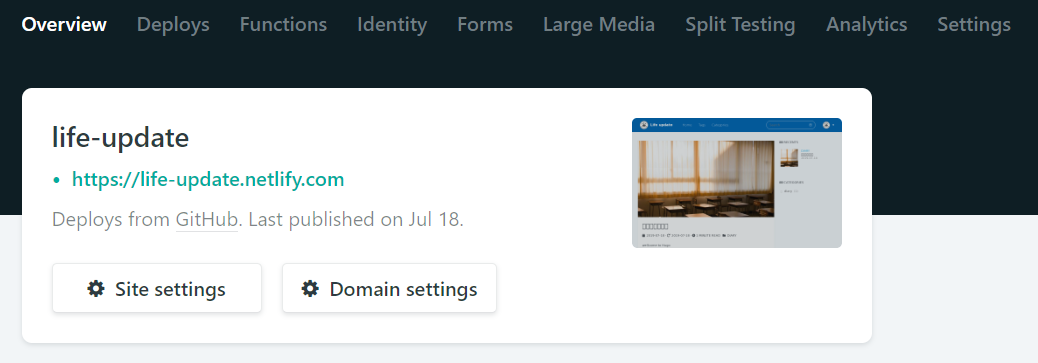 Overview Deploys Functions Identity Forms Large Media Split Testing Analytics Settings
life-update
• https://life-update.netlify.com
Deploys from GitHub. Last published on Jul 18.
Site settings Domain settings
Life update